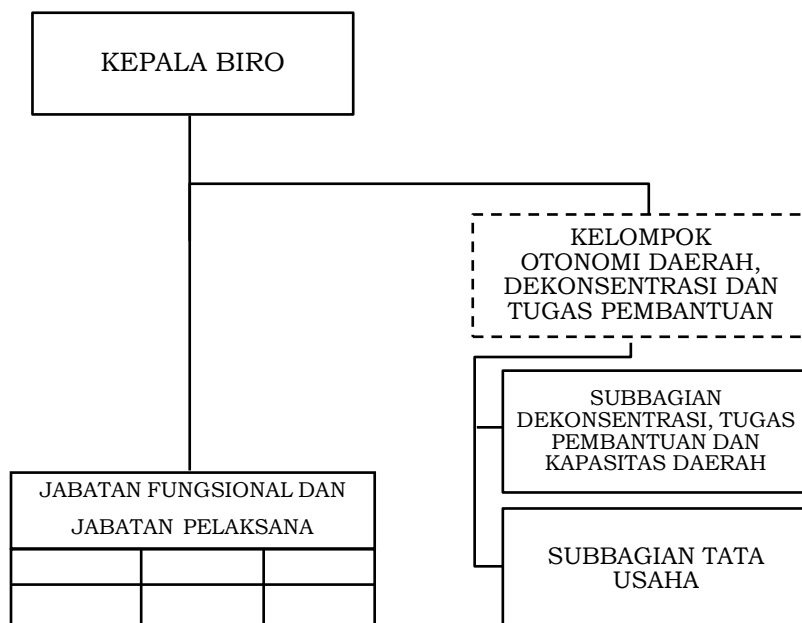 KEPALA BIRO
KELOMPOK
OTONOMI DAERAH,
DEKONSENTRASI DAN
TUGAS PEMBANTUAN
SUBBAGIAN
DEKONSENTRASI, TUGAS
PEMBANTUAN DAN
KAPASITAS DAERAH
JABATAN FUNGSIONAL DAN
JABATAN PELAKSANA
SUBBAGIAN TATA
USAHA